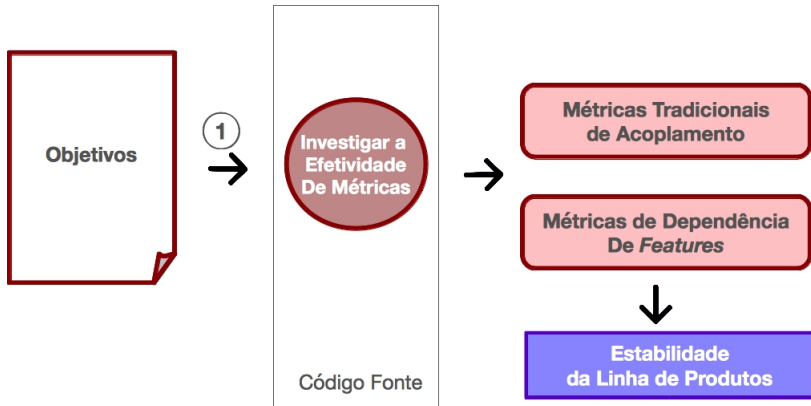 Objetivos
1
Investigar a
Efetividade
De Métricas
Código Fonte
Métricas Tradicionais
de Acoplamento
Métricas de Dependência
De Features
Estabilidade
da Linha de Produtos